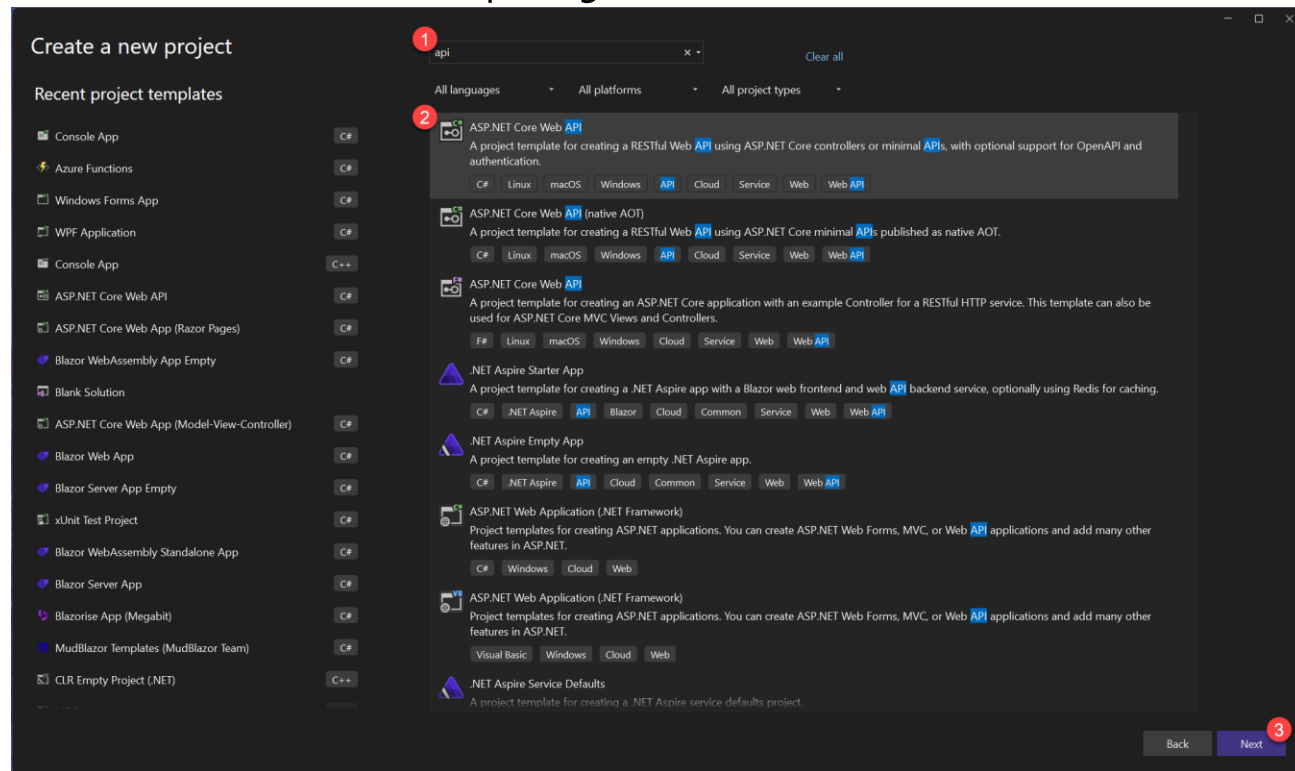 Create a new project
Recent project templates
Console App C#
Azure Functions C#
Windows Forms App C#
WPF Application C#
Console App C++
ASP.NET Core Web API C#
ASP.NET Core Web App (Razor Pages) C#
Blazor WebAssembly App Empty C#
Blank Solution
ASP.NET Core Web App (Model-View-Controller) C#
Blazor Web App C#
Blazor Server App Empty C#
xUnit Test Project C#
Blazor WebAssembly Standalone App C#
Blazor Server App C#
Blazorise App (Megabit) C#
MudBlazor Templates (MudBlazor Team) C#
CLR Empty Project (.NET) C++
1
api
Clear all
All languages All platforms All project types
2
ASP.NET Core Web API
A project template for creating a RESTful Web API using ASP.NET Core controllers or minimal APIs, with optional support for OpenAPI and
authentication.
C# Linux macOS Windows API Cloud Service Web Web API
ASP.NET Core Web API (native AOT)
A project template for creating a RESTful Web API using ASP.NET Core minimal APIs published as native AOT.
C# Linux macOS Windows API Cloud Service Web Web API
ASP.NET Core Web API
A project template for creating an ASP.NET Core application with an example Controller for a RESTful HTTP service. This template can also be
used for ASP.NET Core MVC Views and Controllers.
F# Linux macOS Windows Cloud Service Web Web API
.NET Aspire Starter App
A project template for creating a .NET Aspire app with a Blazor web frontend and web API backend service, optionally using Redis for caching.
C# .NET Aspire API Blazor Cloud Common Service Web Web API
.NET Aspire Empty App
A project template for creating an empty .NET Aspire app.
C# .NET Aspire API Cloud Common Service Web Web API
ASP.NET Web Application (.NET Framework)
Project templates for creating ASP.NET applications. You can create ASP.NET Web Forms, MVC, or Web API applications and add many other
features in ASP.NET.
C# Windows Cloud Web
ASP.NET Web Application (.NET Framework)
Project templates for creating ASP.NET applications. You can create ASP.NET Web Forms, MVC, or Web API applications and add many other
features in ASP.NET.
Visual Basic Windows Cloud Web
.NET Aspire Service Defaults
A project template for creating a .NET Aspire service defaults project.
3
Back Next